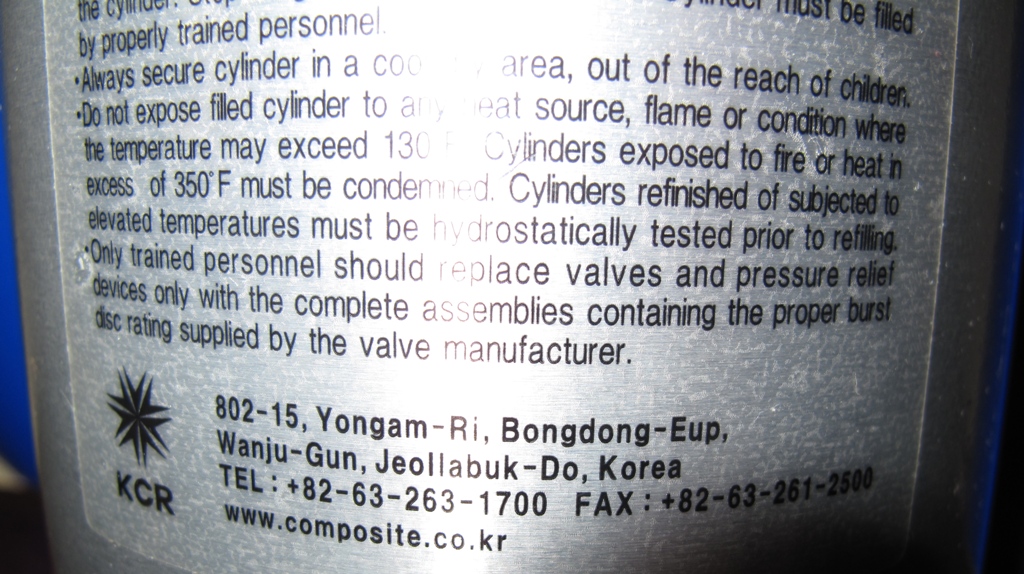 the cylinder. must be filled
by properly trained personnel.
•Always secure cylinder in a area, out of the reach of children.
•Do not expose filled cylinder to any heat source, flame or condition where
the temperature may exceed 130°F. Cylinders exposed to fire or heat in
excess of 350°F must be condemned. Cylinders refinished of subjected to
elevated temperatures must be hydrostatically tested prior to refilling.
•Only trained personnel should replace valves and pressure relief
devices only with the complete assemblies containing the proper burst
disc rating supplied by the valve manufacturer.
802-15, Yongam-Ri, Bongdong-Eup,
Wanju-Gun, Jeollabuk-Do, Korea
TEL : +82-63-263-1700 FAX : +82-63-261-2500
www.composite.co.kr
KCR